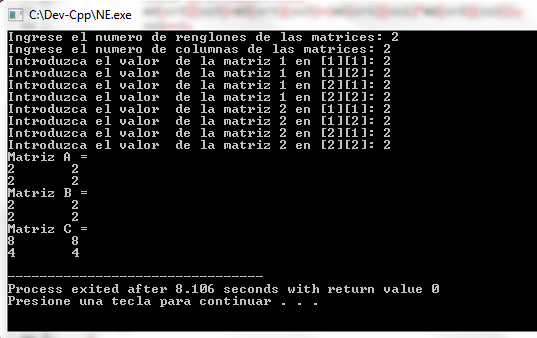 C:\Dev-Cpp\NE.exe
Ingrese el numero de renglones de las matrices: 2
Ingrese el numero de columnas de las matrices: 2
Introduzca el valor  de la matriz 1 en [1][1]: 2
Introduzca el valor  de la matriz 1 en [1][2]: 2
Introduzca el valor  de la matriz 1 en [2][1]: 2
Introduzca el valor  de la matriz 1 en [2][2]: 2
Introduzca el valor  de la matriz 2 en [1][1]: 2
Introduzca el valor  de la matriz 2 en [1][2]: 2
Introduzca el valor  de la matriz 2 en [2][1]: 2
Introduzca el valor  de la matriz 2 en [2][2]: 2
Matriz A =
2       2
2       2
Matriz B =
2       2
2       2
Matriz C =
8       8
4       4
--------------------------------
Process exited after 8.106 seconds with return value 0
Presione una tecla para continuar . . .